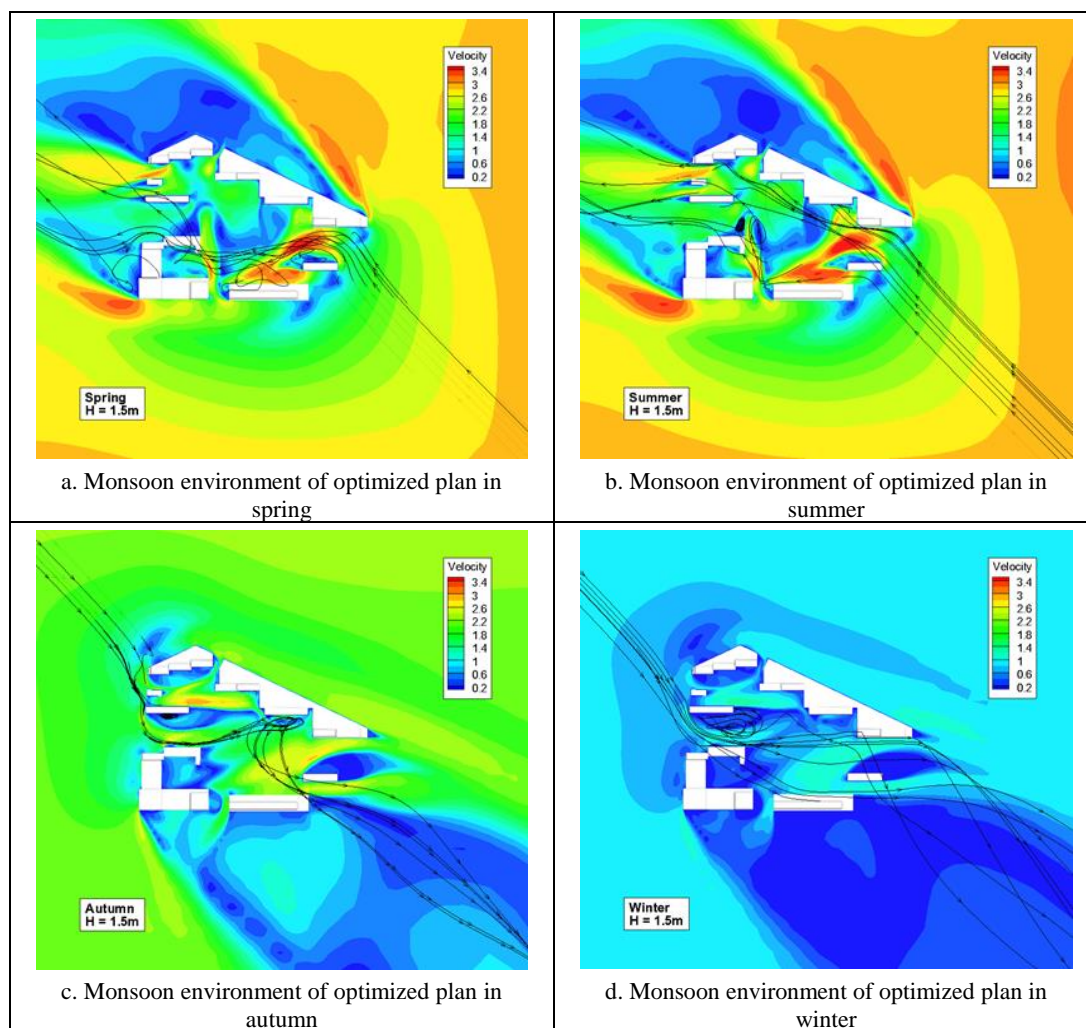 Velocity
3.4
3
2.6
2.2
1.8
1.4
1
0.6
0.2
Spring
H = 1.5m
a. Monsoon environment of optimized plan in
spring
Velocity
3.4
3
2.6
2.2
1.8
1.4
1
0.6
0.2
Summer
H = 1.5m
b. Monsoon environment of optimized plan in
summer
Velocity
3.4
3
2.6
2.2
1.8
1.4
1
0.6
0.2
Autumn
H = 1.5m
c. Monsoon environment of optimized plan in
autumn
Velocity
3.4
3
2.6
2.2
1.8
1.4
1
0.6
0.2
Winter
H = 1.5m
d. Monsoon environment of optimized plan in
winter